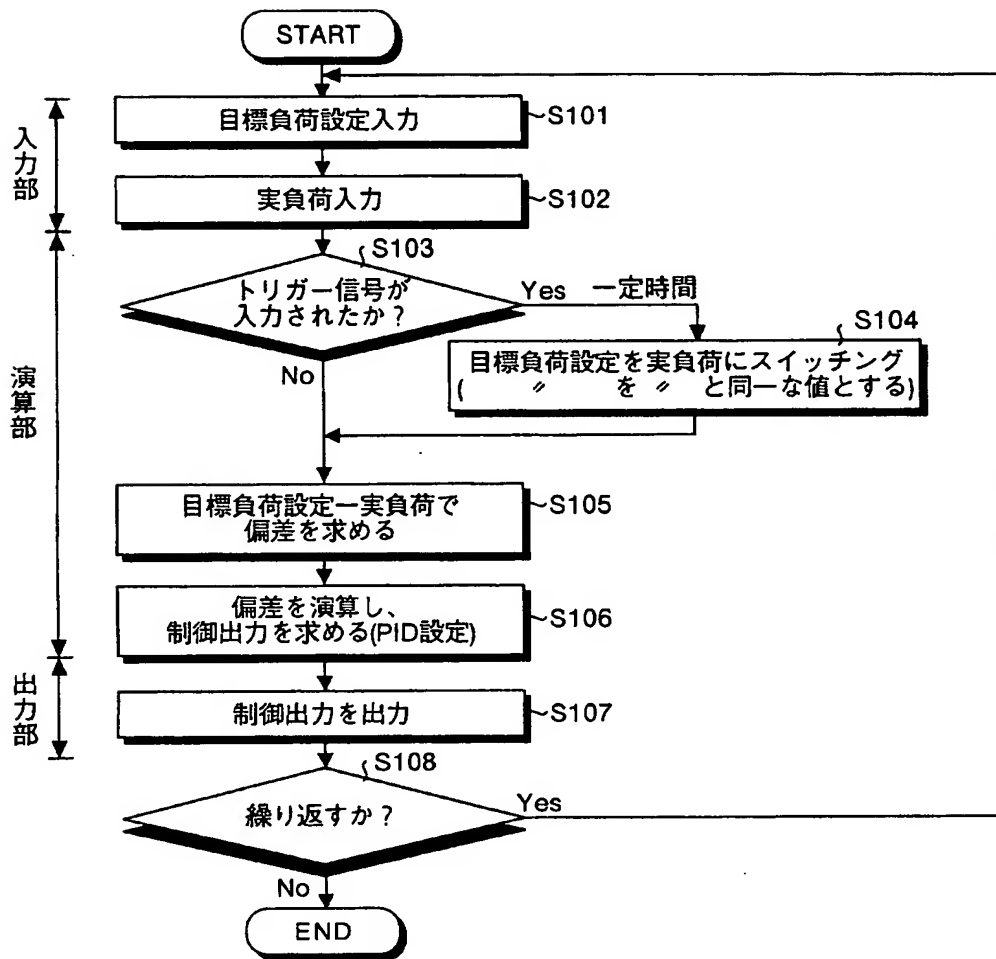 START
目標負荷設定入力
S101
入力部
実負荷入力
S102
S103
トリガー信号が
入力されたか?
Yes 一定時間
No
S104
目標負荷設定を実負荷にスイッチング
( 〃 を 〃 と同一な値とする)
演算部
目標負荷設定ー実負荷で
偏差を求める
S105
偏差を演算し、
制御出力を求める(PID設定)
S106
出力部
制御出力を出力
S107
S108
繰り返すか?
Yes
No
END